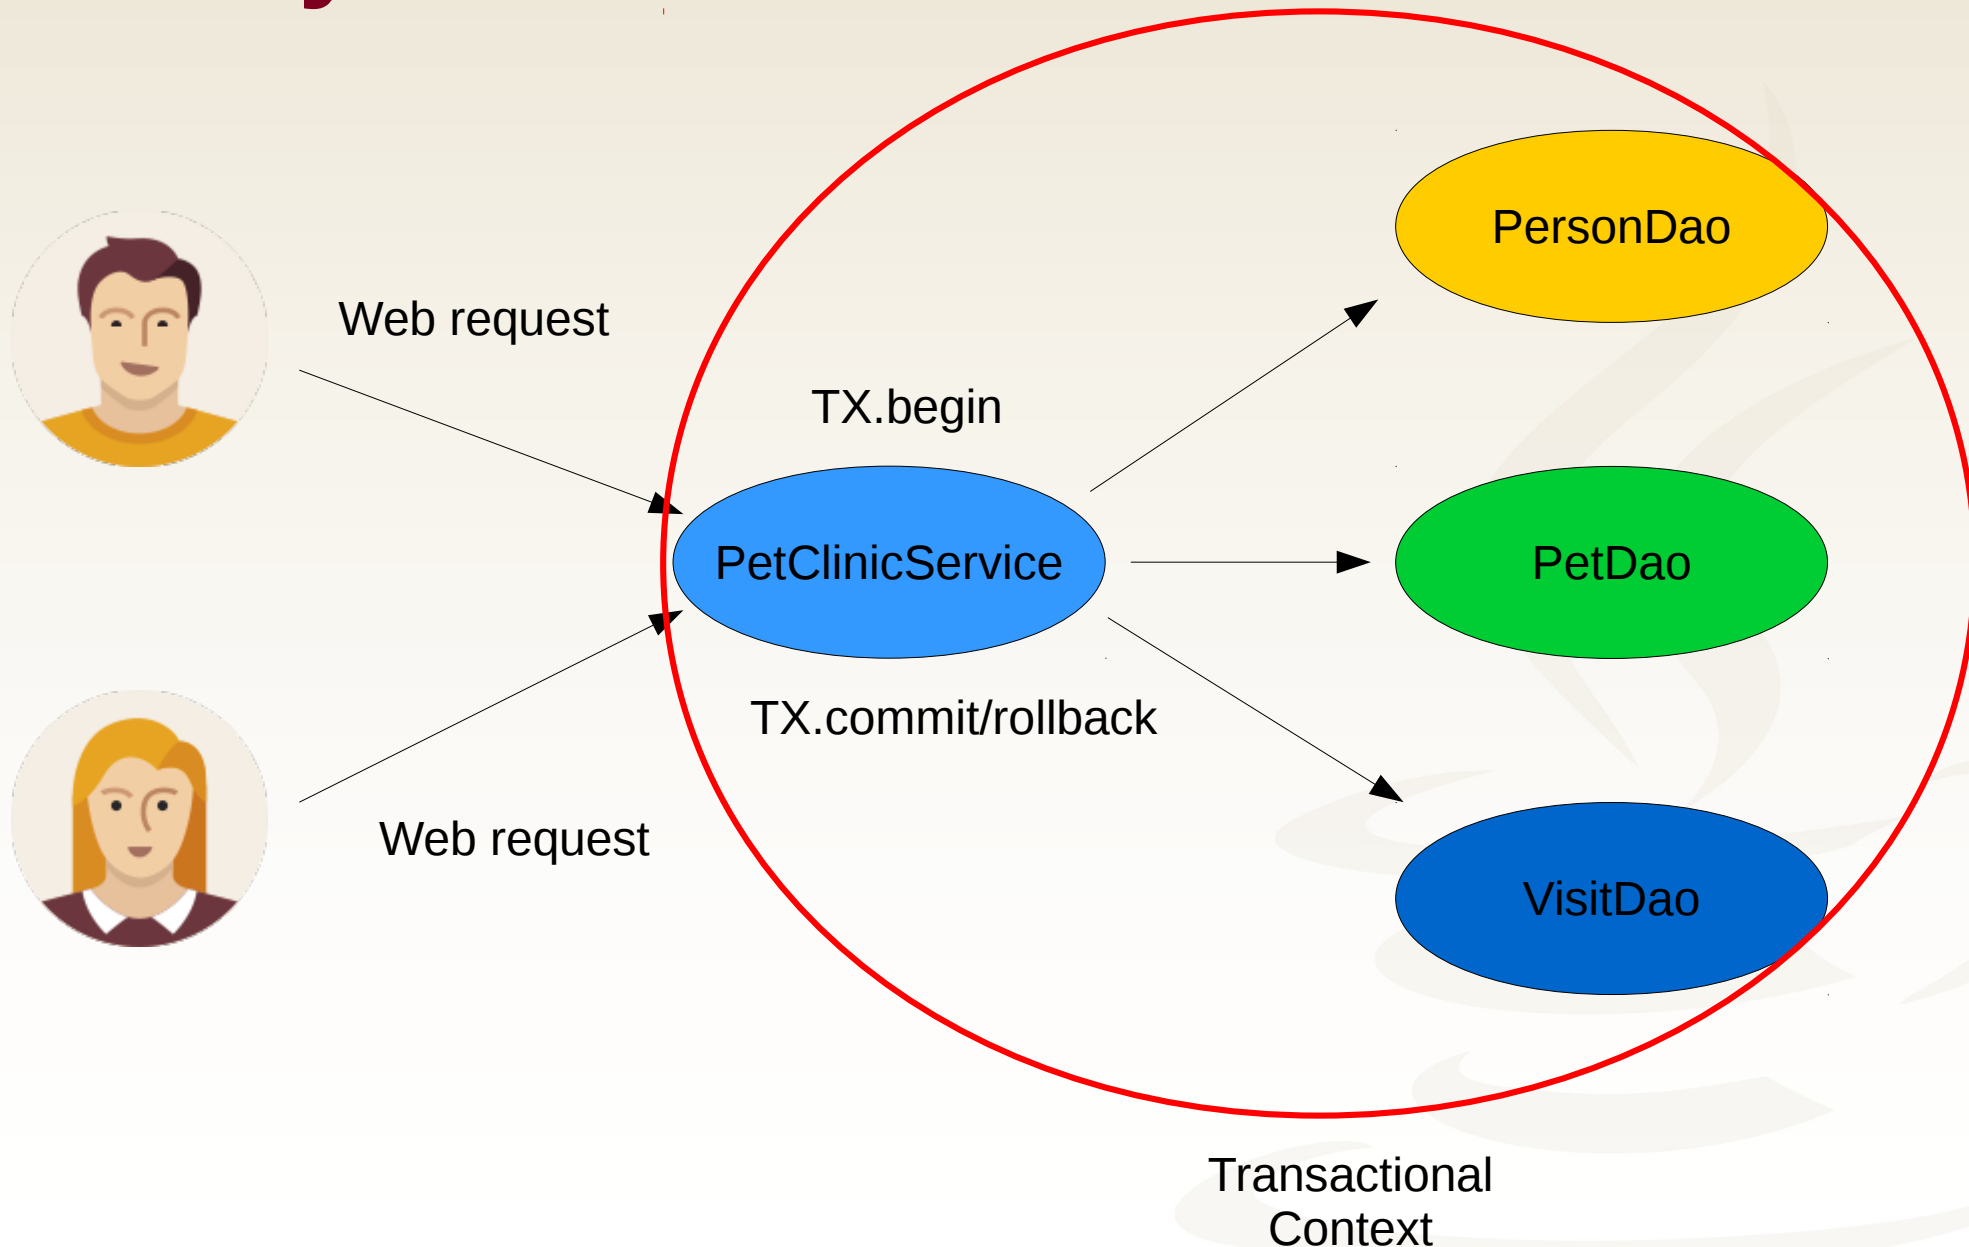 Web request
TX.begin
PersonDao
PetClinicService
PetDao
TX.commit/rollback
Web request
VisitDao
Transactional
Context